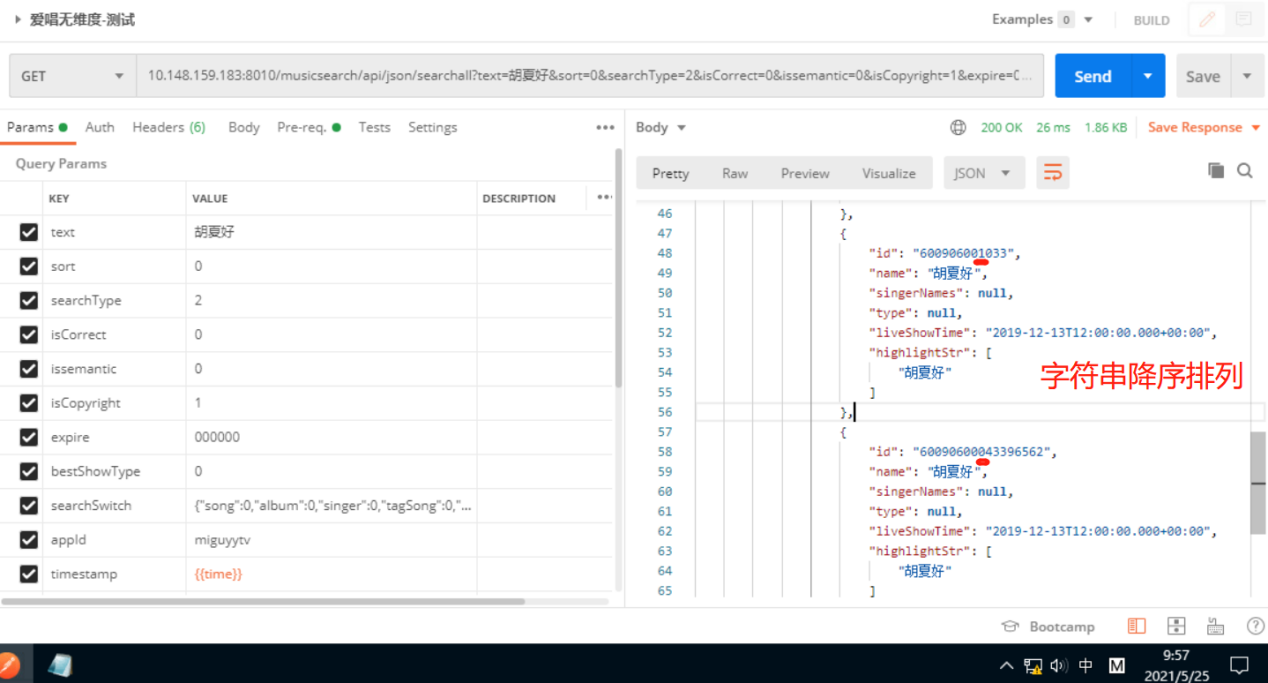 爱唱无维度-测试
Examples 0
BUILD
GET
10.148.159.183:8010/musicsearch/api/json/searchall?text=胡夏好&sort=0&searchType=2&isCorrect=0&issemantic=0&isCopyright=1&expire=0...
Send
Save
Params
Auth
Headers (6)
Body
Pre-req.
Tests
Settings
Query Params
KEY VALUE DESCRIPTION
text 胡夏好
sort 0
searchType 2
isCorrect 0
issemantic 0
isCopyright 1
expire 000000
bestShowType 0
searchSwitch {"song":0,"album":0,"singer":0,"tagSong":0,"...
appId miguyytv
timestamp {{time}}
Body
200 OK 26 ms 1.86 KB Save Response
Pretty Raw Preview Visualize JSON
46 },
47 {
48 "id": "600906001033",
49 "name": "胡夏好",
50 "singerNames": null,
51 "type": null,
52 "liveShowTime": "2019-12-13T12:00:00.000+00:00",
53 "highlightStr": [
54 "胡夏好"
字符串降序排列
55 ]
56 },
57 {
58 "id": "60090600043396562",
59 "name": "胡夏好",
60 "singerNames": null,
61 "type": null,
62 "liveShowTime": "2019-12-13T12:00:00.000+00:00",
63 "highlightStr": [
64 "胡夏好"
65 ]
Bootcamp
中
M
9:57
2021/5/25